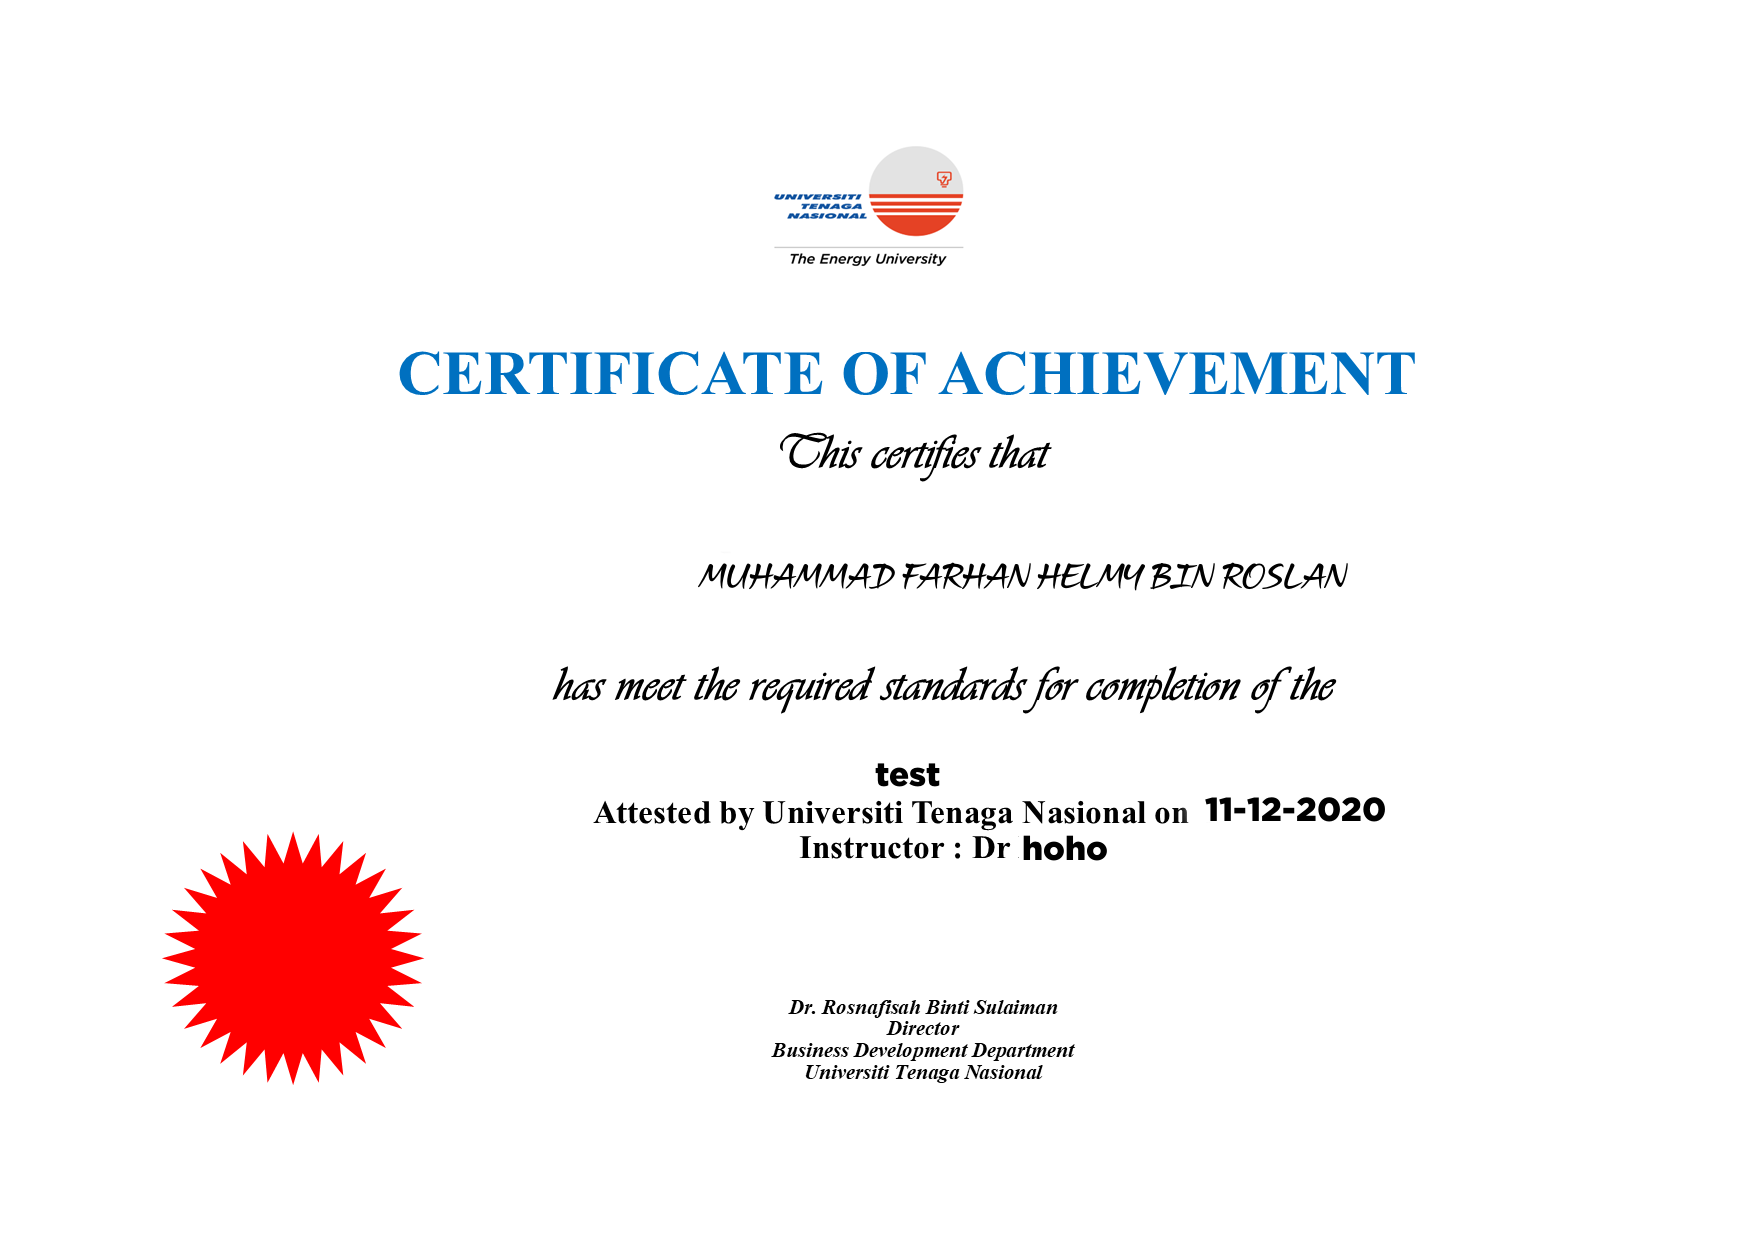 UNIVERSITI
TENAGA
NASIONAL
The Energy University
CERTIFICATE OF ACHIEVEMENT
This certifies that
MUHAMMAD FARHAN HELMY BIN ROSLAN
has meet the required standards for completion of the
test
Attested by Universiti Tenaga Nasional on 11-12-2020
Instructor : Dr hoho
Dr. Rosnafisah Binti Sulaiman
Director
Business Development Department
Universiti Tenaga Nasional